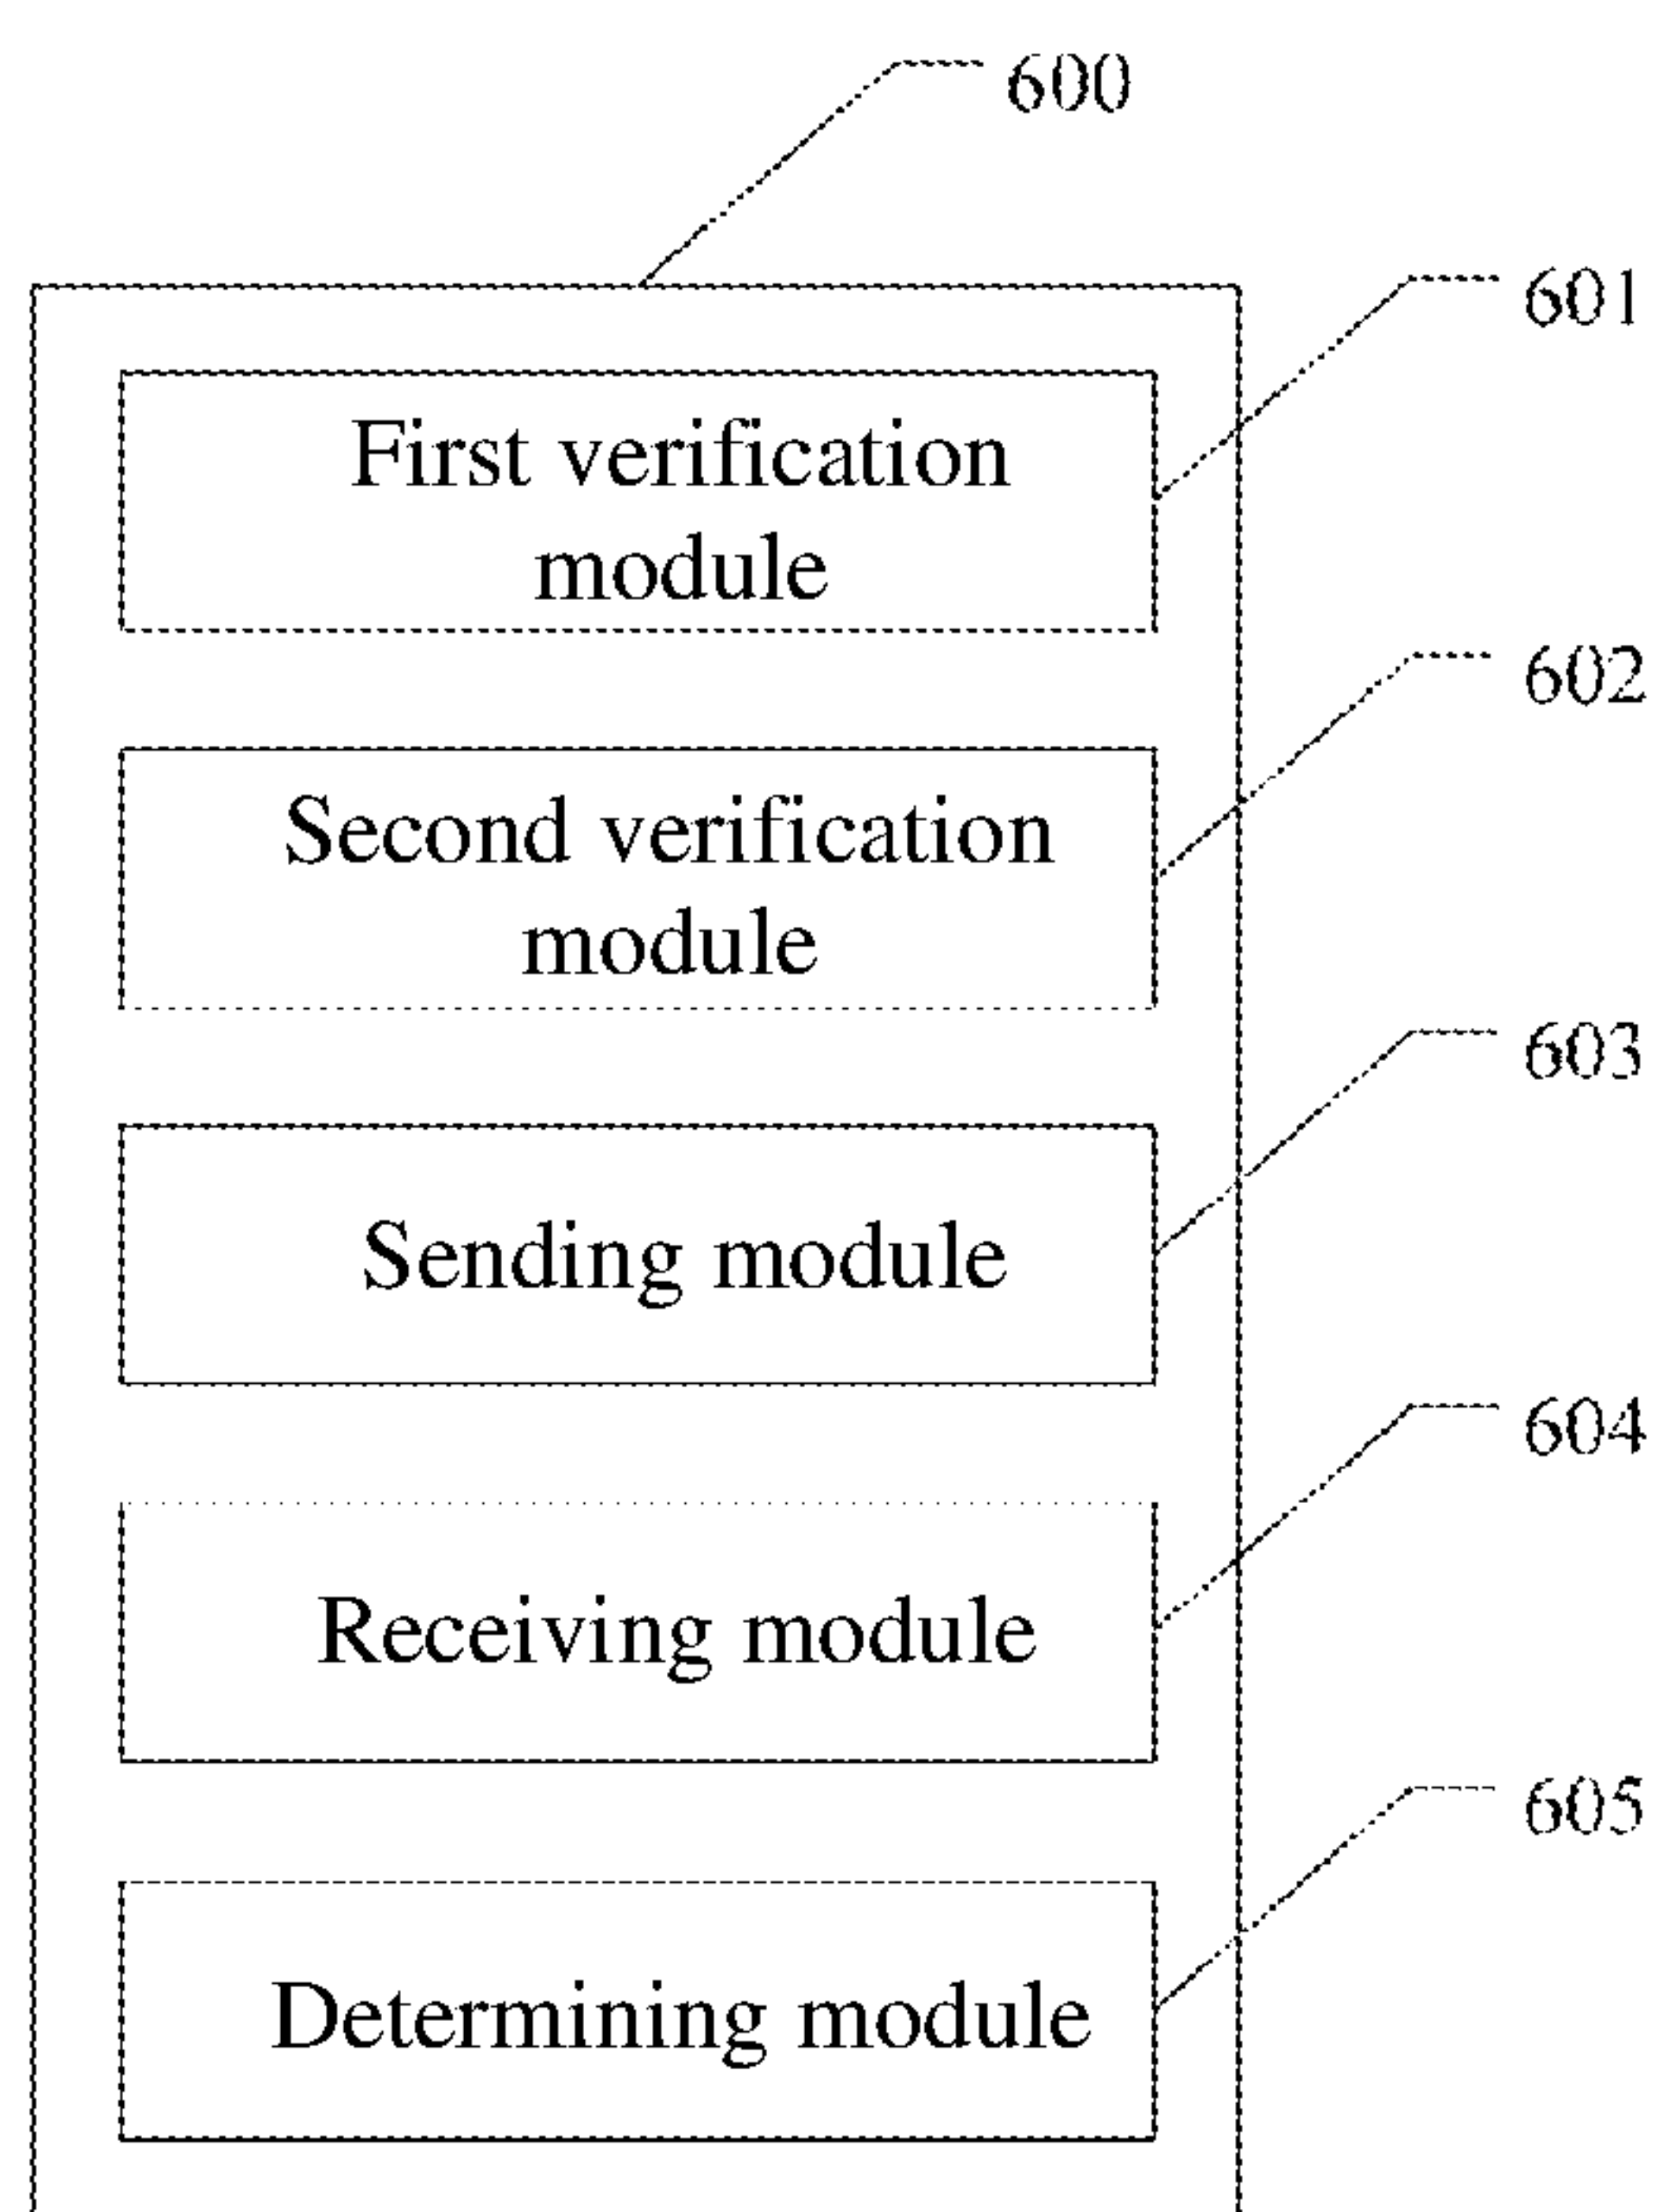 600
601
First verification
module
602
Second verification
module
603
Sending module
604
Receiving module
605
Determining module